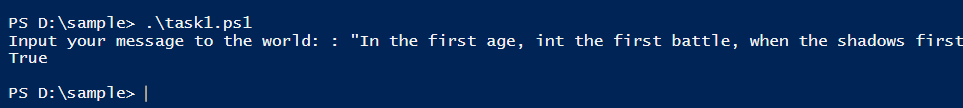 PS D:\sample> .\task1.ps1
Input your message to the world: : "In the first age, int the first battle, when the shadows first
True
PS D:\sample>